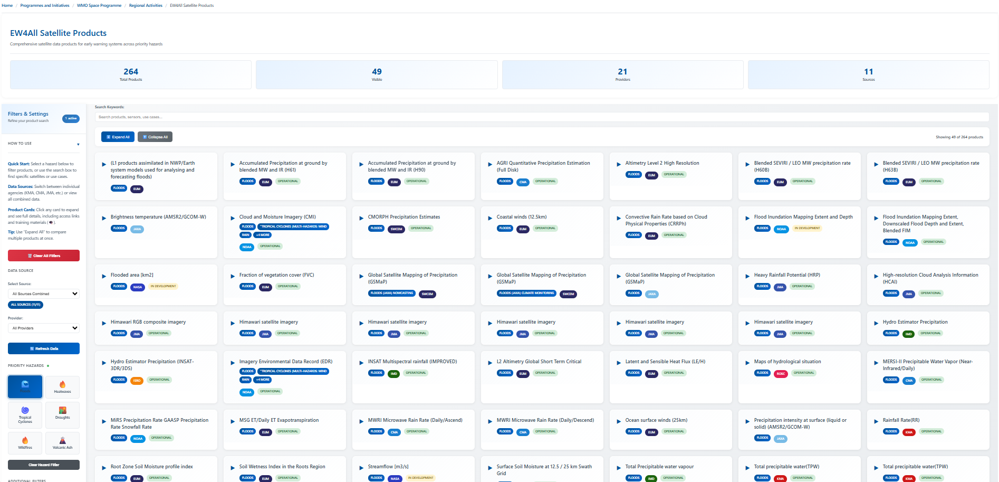 Home / Programmes and Initiatives / WMO Space Programme / Regional Activities / EW4All Satellite Products
EW4All Satellite Products
Comprehensive satellite data products for early warning systems across priority hazards
264
Total Products
49
Visible
21
Providers
11
Sources
Filters & Settings
Refine your product search
1 active
HOW TO USE
Quick Start: Select a hazard below to
filter products, or use the search box to
find specific satellites or use cases.
Data Sources: Switch between individual
agencies (KMA, CMA, JMA, etc.) or view
all combined data.
Product Cards: Click any card to expand
and see full details, including access links
and training materials (🎓).
Tip: Use "Expand All" to compare
multiple products at once.
Clear All Filters
DATA SOURCE
Select Source:
All Sources Combined
ALL SOURCES (11/11)
Provider:
All Providers
Refresh Data
PRIORITY HAZARDS
Floods
Heatwaves
Tropical
Cyclones
Droughts
Wildfires
Volcanic Ash
Clear Hazard Filter
ADDITIONAL FILTERS
Search Keywords:
Search products, sensors, use cases...
Expand All
Collapse All
Showing 49 of 264 products
(L1 products assimilated in NWP/Earth
system models used for analysing and
forecasting floods)
FLOODS EUM
Accumulated Precipitation at ground by
blended MW and IR (H61)
FLOODS EUM OPERATIONAL
Accumulated Precipitation at ground by
blended MW and IR (H90)
FLOODS EUM OPERATIONAL
AGRI Quantitative Precipitation Estimation
(Full Disk)
FLOODS CMA OPERATIONAL
Altimetry Level 2 High Resolution
FLOODS EUM OPERATIONAL
Blended SEVIRI / LEO MW precipitation rate
(H60B)
FLOODS EUM OPERATIONAL
Blended SEVIRI / LEO MW precipitation rate
(H63B)
FLOODS EUM OPERATIONAL
Brightness temperature (AMSR2/GCOM-W)
FLOODS JAXA
Cloud and Moisture Imagery (CMI)
FLOODS "TROPICAL CYCLONES (MULTI-HAZARDS: WIND
RAIN +4 MORE
NOAA OPERATIONAL
CMORPH Precipitation Estimates
FLOODS SWCEM OPERATIONAL
Coastal winds (12.5km)
FLOODS EUM OPERATIONAL
Convective Rain Rate based on Cloud
Physical Properties (CRRPh)
FLOODS EUM OPERATIONAL
Flood Inundation Mapping Extent and Depth
FLOODS NOAA IN DEVELOPMENT
Flood Inundation Mapping Extent,
Downscaled Flood Depth and Extent,
Blended FIM
FLOODS NOAA OPERATIONAL
Flooded area [km2]
FLOODS NASA IN DEVELOPMENT
Fraction of vegetation cover (FVC)
FLOODS EUM OPERATIONAL
Global Satellite Mapping of Precipitation
(GSMaP)
FLOODS (JAXA) NOWCASTING SWCEM
Global Satellite Mapping of Precipitation
(GSMaP)
FLOODS (JAXA) CLIMATE MONITORING SWCEM
Global Satellite Mapping of Precipitation
(GSMaP)
FLOODS JAXA
Heavy Rainfall Potential (HRP)
FLOODS JMA OPERATIONAL
High-resolution Cloud Analysis Information
(HCAI)
FLOODS JMA OPERATIONAL
Himawari RGB composite imagery
FLOODS JMA OPERATIONAL
Himawari satellite imagery
FLOODS JMA OPERATIONAL
Himawari satellite imagery
FLOODS JMA OPERATIONAL
Himawari satellite imagery
FLOODS JMA OPERATIONAL
Himawari satellite imagery
FLOODS JMA OPERATIONAL
Himawari satellite imagery
FLOODS JMA OPERATIONAL
Hydro Estimator Precipitation
FLOODS IMD OPERATIONAL
Hydro Estimator Precipitation (INSAT-
3DR/3DS)
FLOODS ISRO OPERATIONAL
Imagery Environmental Data Record (EDR)
FLOODS "TROPICAL CYCLONES (MULTI-HAZARDS: WIND
RAIN +4 MORE
NOAA OPERATIONAL
INSAT Multispectral rainfall (IMPROVED)
FLOODS IMD OPERATIONAL
L2 Altimetry Global Short Term Critical
FLOODS EUM OPERATIONAL
Latent and Sensible Heat Flux (LE/H)
FLOODS EUM OPERATIONAL
Maps of hydrological situation
FLOODS ROSC OPERATIONAL
MERSI-II Precipitable Water Vapor (Near-
Infrared/Daily)
FLOODS CMA OPERATIONAL
MiRS Precipitation Rate GAASP Precipitation
Rate Snowfall Rate
FLOODS NOAA OPERATIONAL
MSG ET/Daily ET Evapotranspiration
FLOODS EUM OPERATIONAL
MWRI Microwave Rain Rate (Daily/Ascend)
FLOODS CMA OPERATIONAL
MWRI Microwave Rain Rate (Daily/Descend)
FLOODS CMA OPERATIONAL
Ocean surface winds (25km)
FLOODS EUM OPERATIONAL
Precipitation intensity at surface (liquid or
solid) (AMSR2/GCOM-W)
FLOODS JAXA
Rainfall Rate(RR)
FLOODS KMA OPERATIONAL
Root Zone Soil Moisture profile index
FLOODS EUM OPERATIONAL
Soil Wetness Index in the Roots Region
FLOODS EUM OPERATIONAL
Streamflow [m3/s]
FLOODS NASA IN DEVELOPMENT
Surface Soil Moisture at 12.5 / 25 km Swath
Grid
Total Precipitable water vapour
FLOODS IMD OPERATIONAL
Total precipitable water(TPW)
FLOODS KMA OPERATIONAL
Total precipitable water(TPW)
FLOODS KMA OPERATIONAL